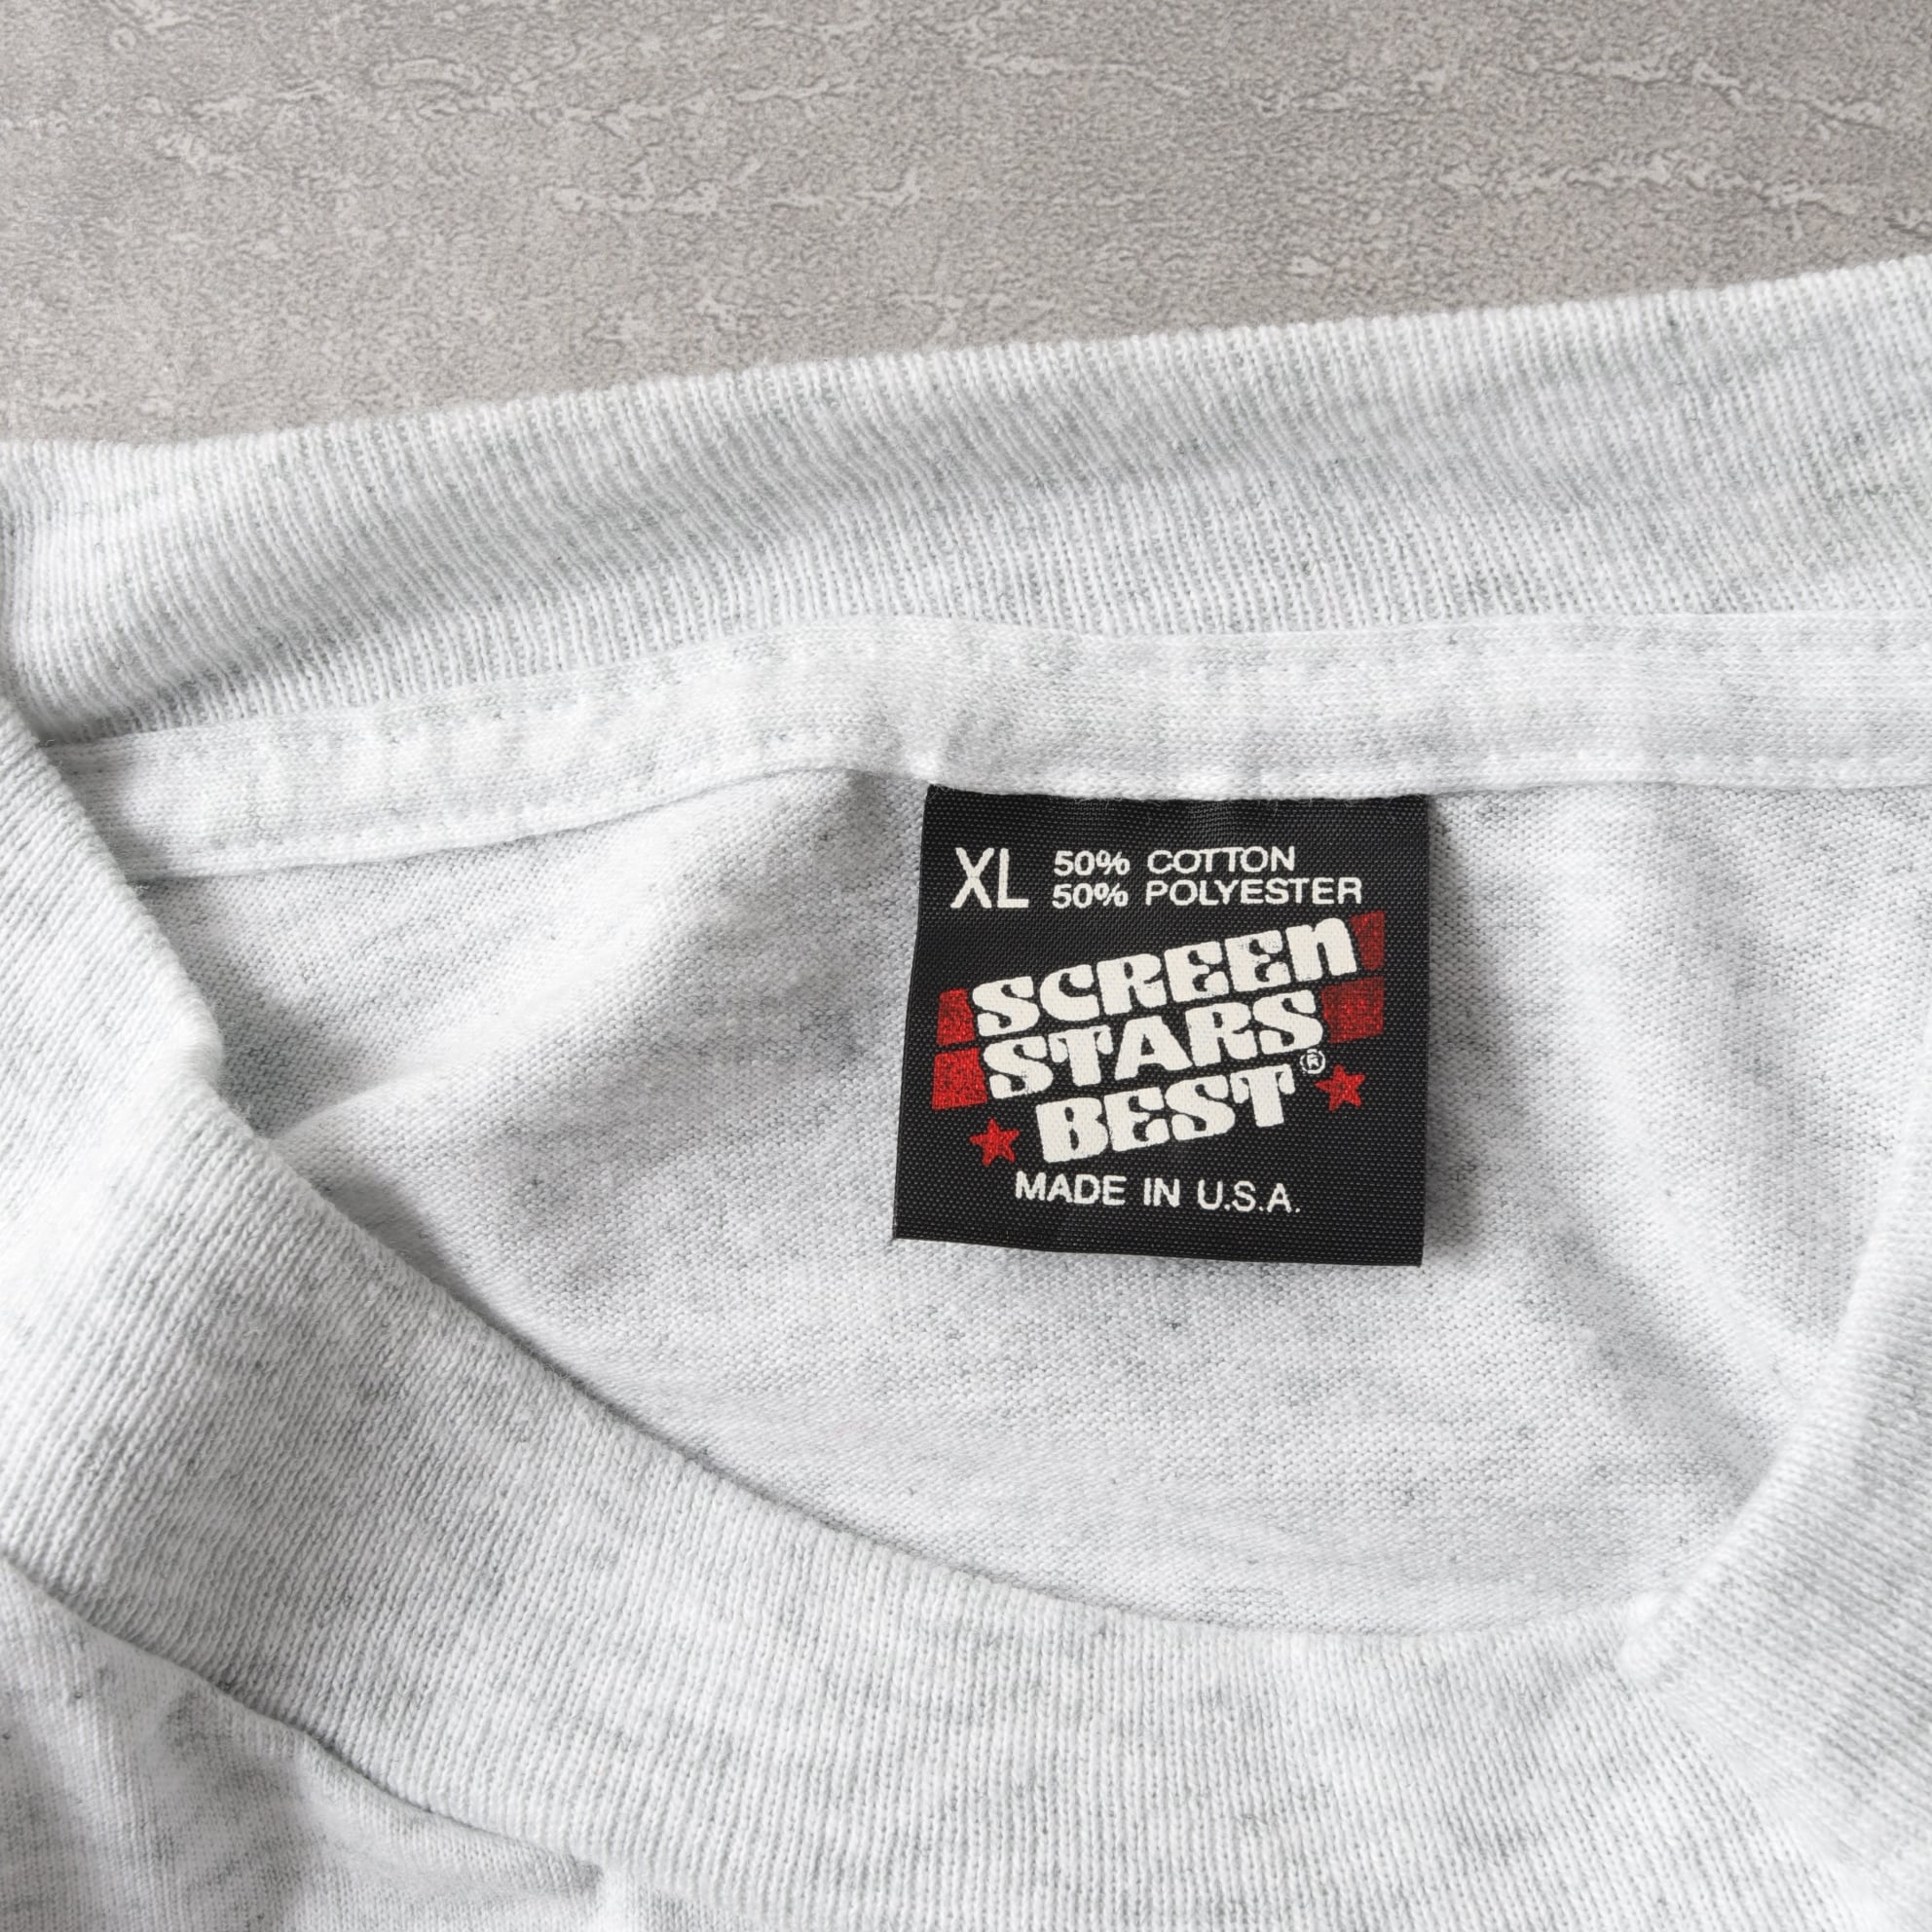 XL 50% COTTON
50% POLYESTER
SCREEn
STARS
BEST®
MADE IN U.S.A.